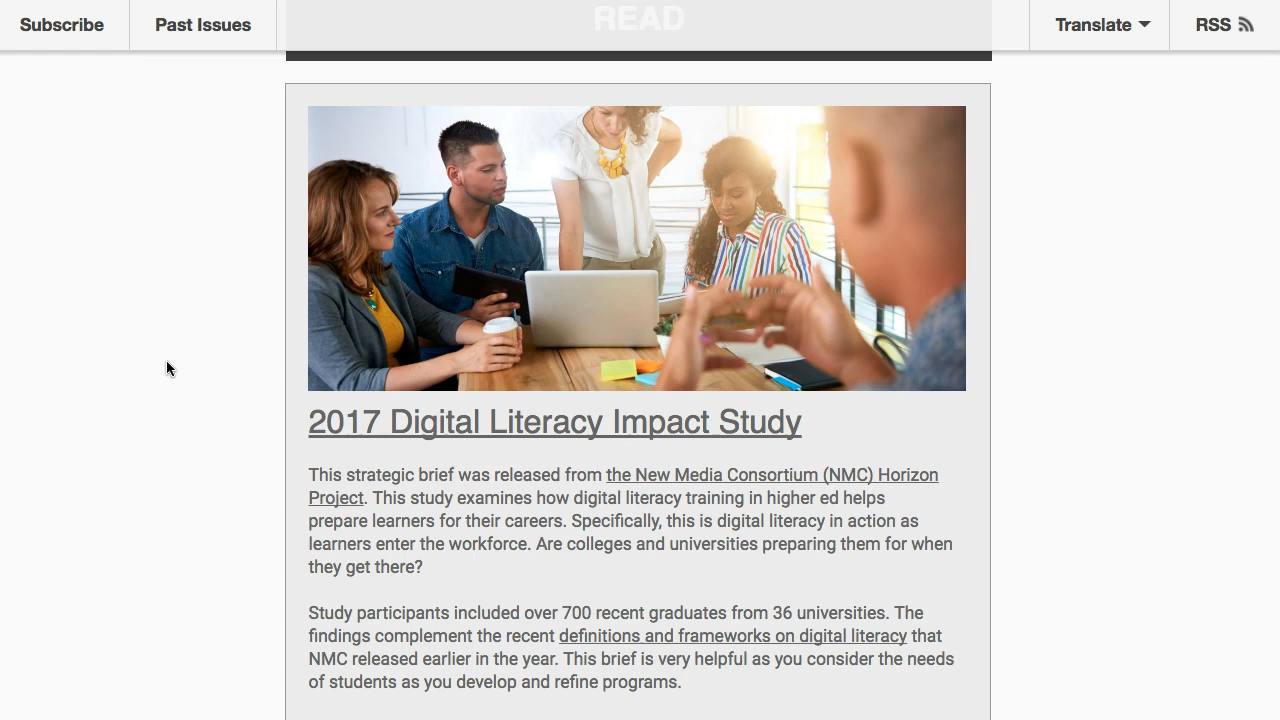 Subscribe
Past Issues
READ
Translate
RSS
2017 Digital Literacy Impact Study
This strategic brief was released from the New Media Consortium (NMC) Horizon
Project. This study examines how digital literacy training in higher ed helps
prepare learners for their careers. Specifically, this is digital literacy in action as
learners enter the workforce. Are colleges and universities preparing them for when
they get there?
Study participants included over 700 recent graduates from 36 universities. The
findings complement the recent definitions and frameworks on digital literacy that
NMC released earlier in the year. This brief is very helpful as you consider the needs
of students as you develop and refine programs.